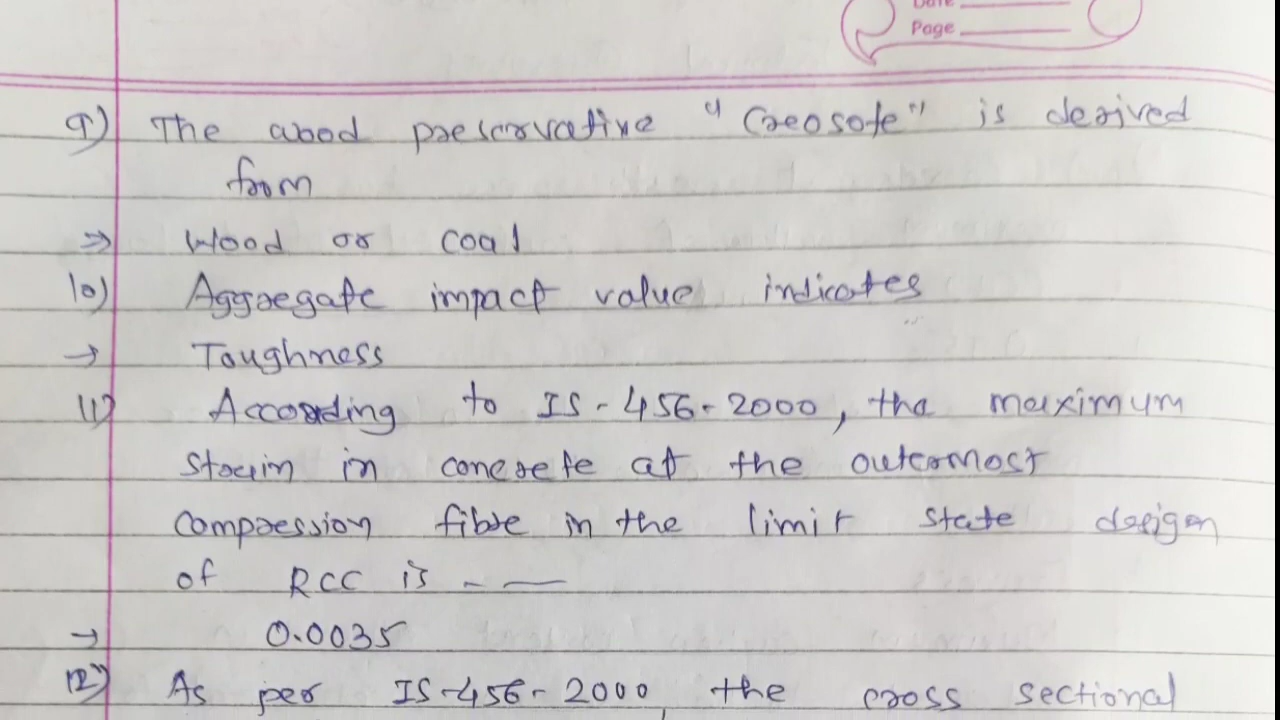 Date
Page
9) The wood preservative "Creosote" is derived
from
⇒ Wood or coal
10) Aggregate impact value indicates
→ Toughness
11) According to IS-456-2000, the maximum
strain in concrete at the outermost
compression fibre in the limit state design
of RCC is - —
→ 0.0035
12) As per IS-456-2000, the cross sectional